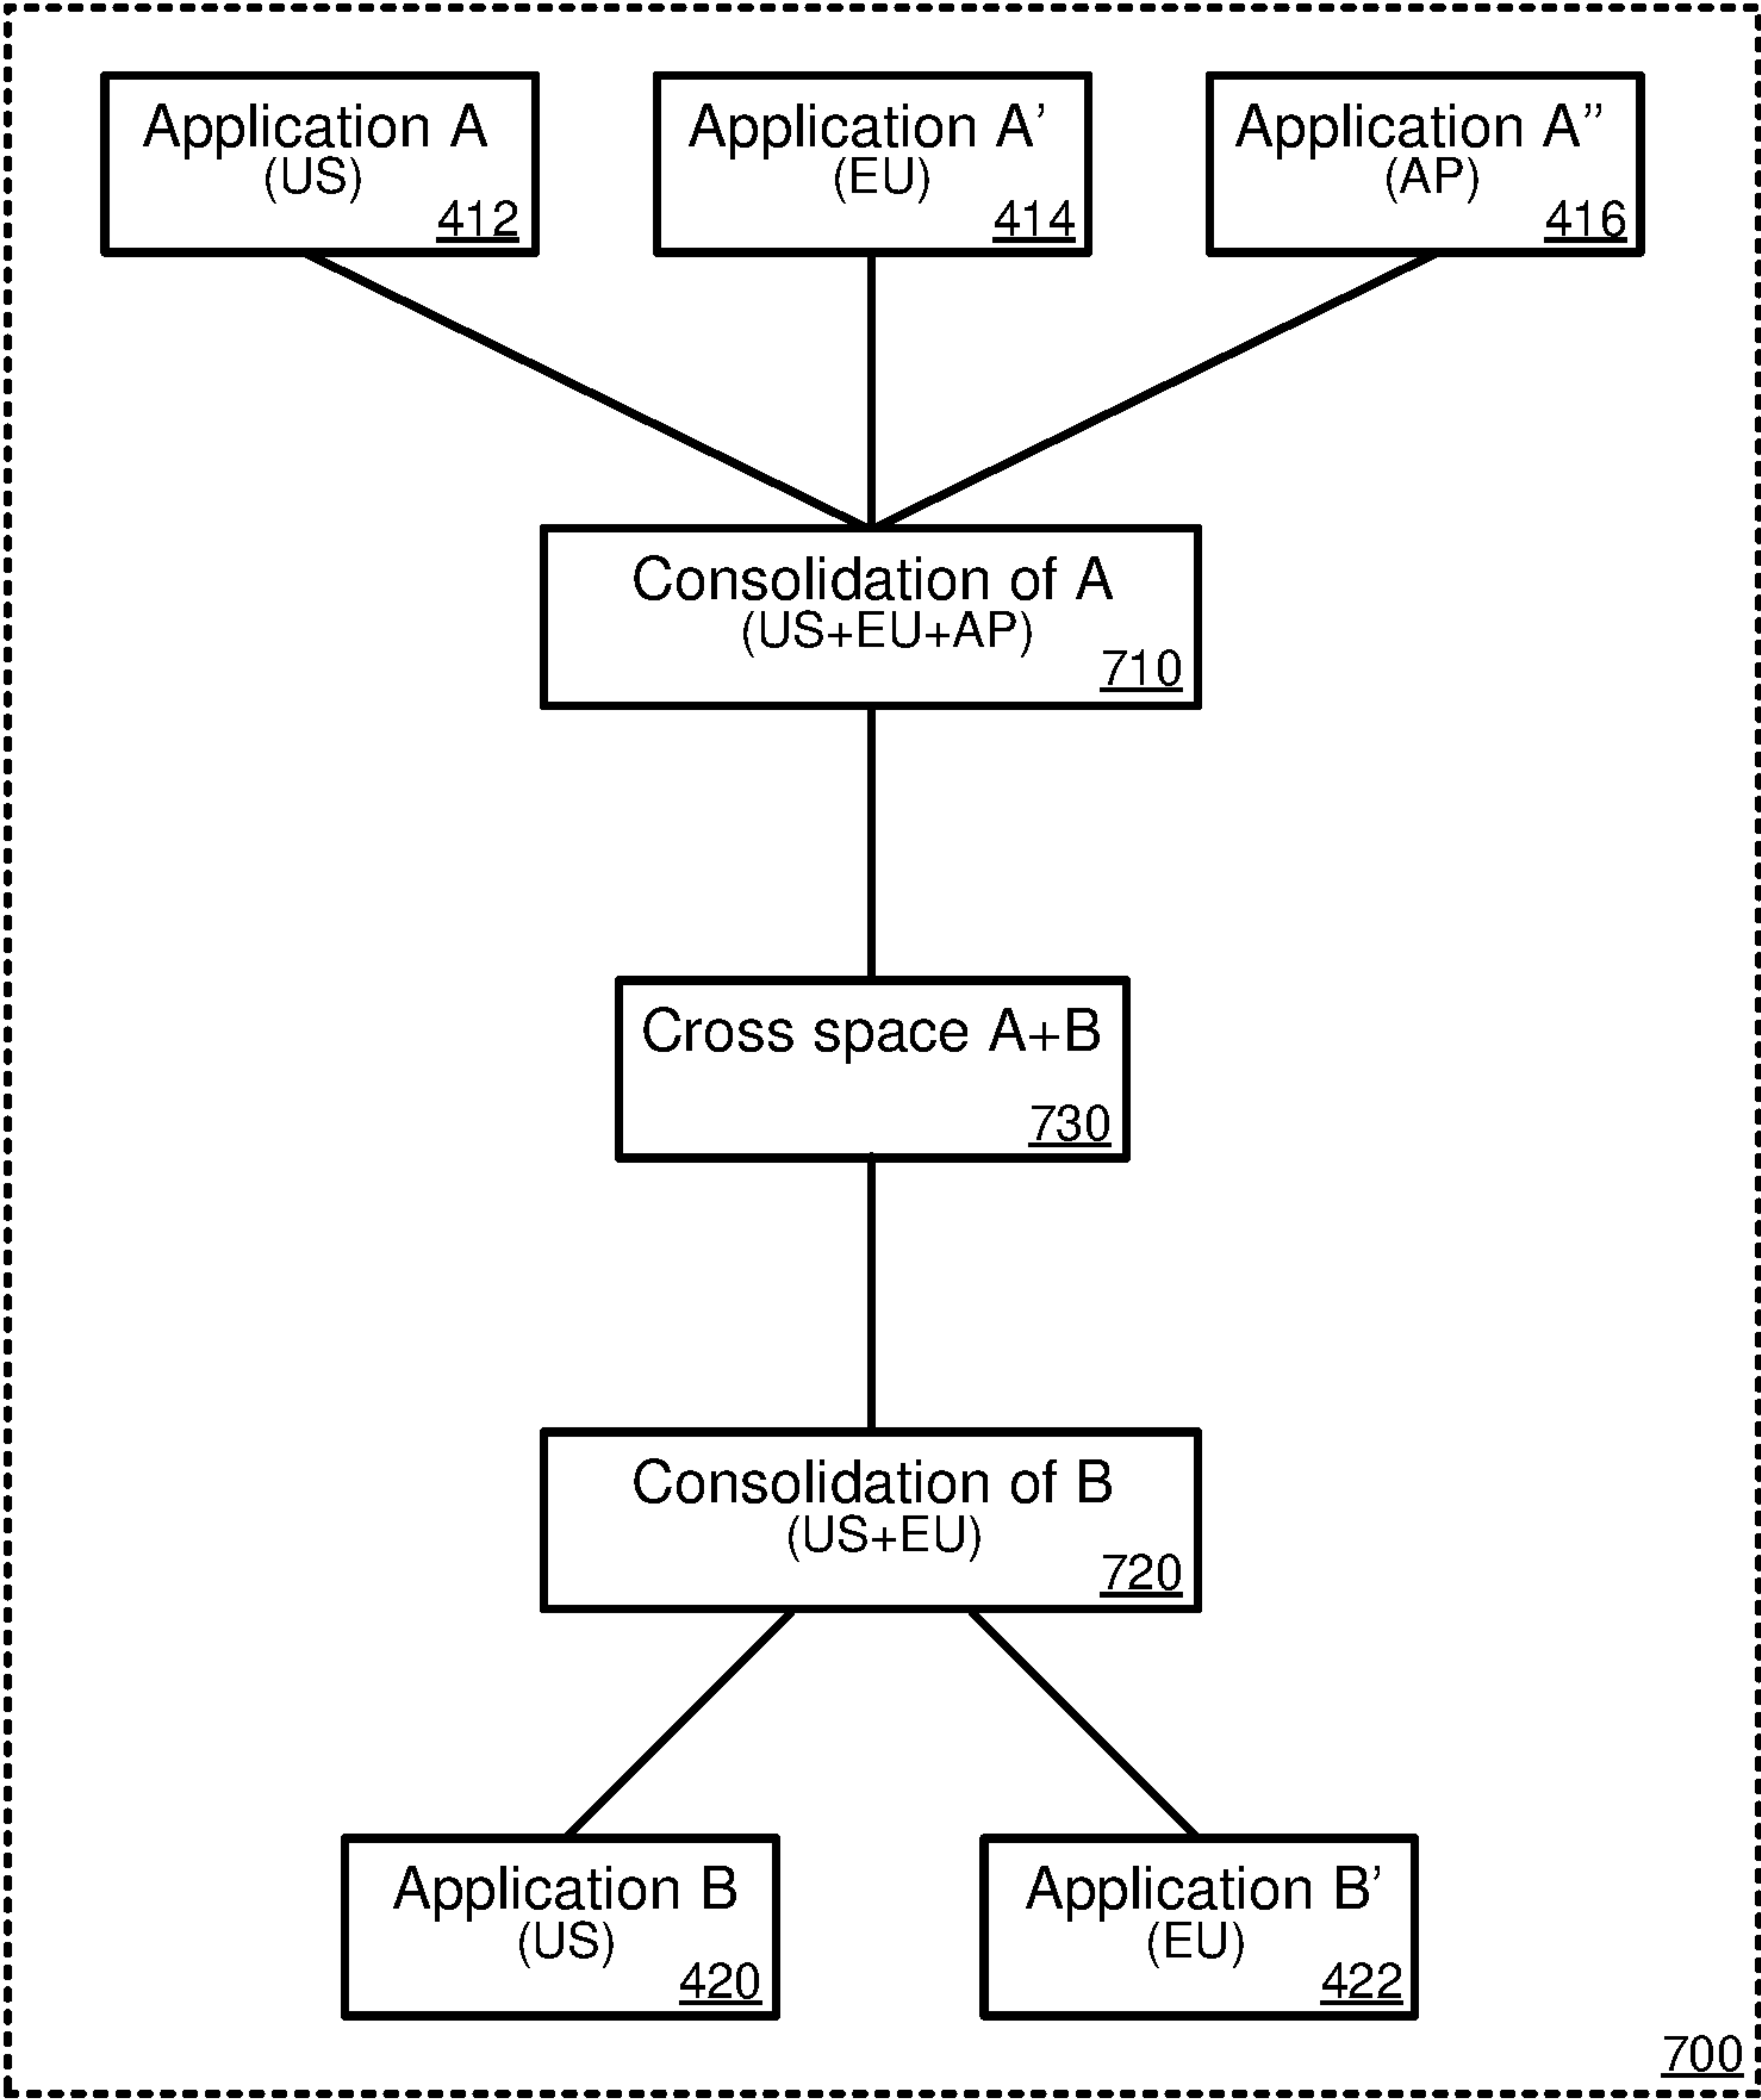 Application A
(US)
412
Application A’
(EU)
414
Application A’’
(AP)
416
Consolidation of A
(US+EU+AP)
710
Cross space A+B
730
Consolidation of B
(US+EU)
720
Application B
(US)
420
Application B’
(EU)
422
700